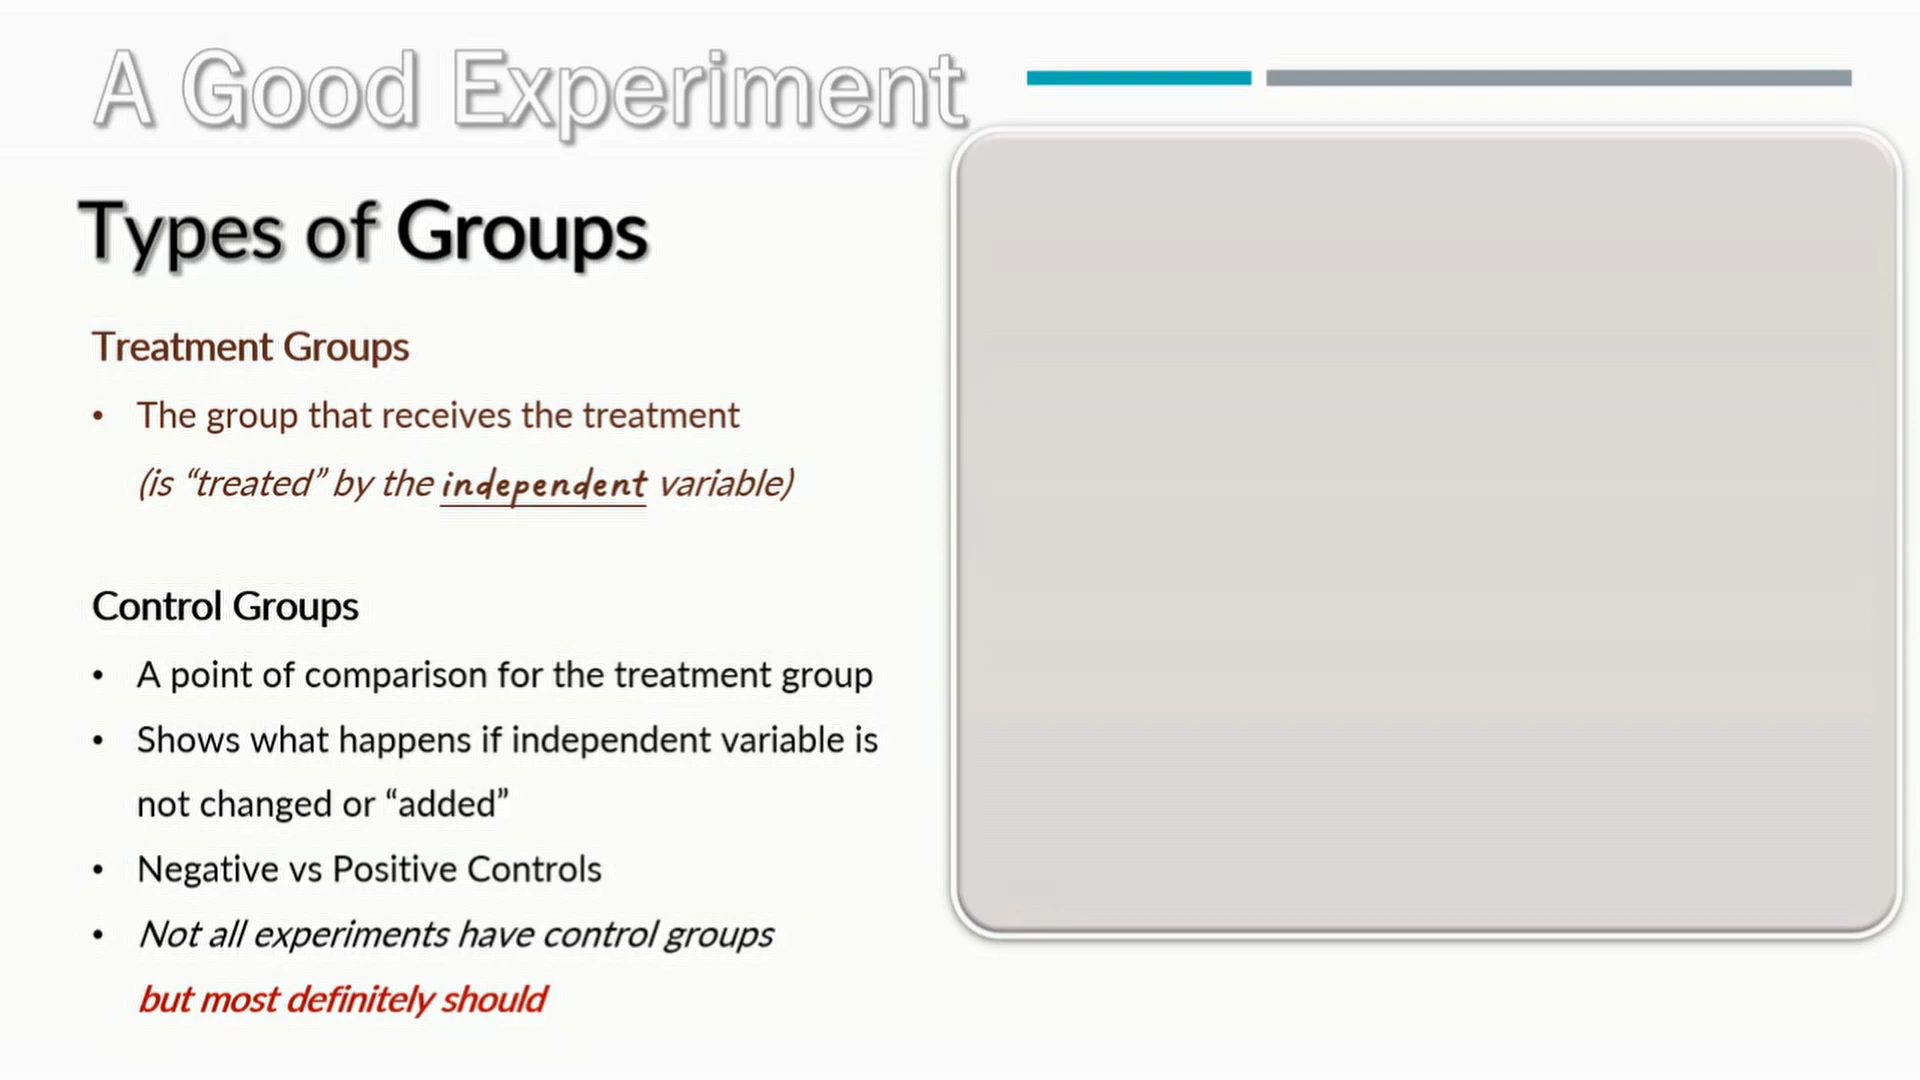 A Good Experiment
Types of Groups
Treatment Groups
• The group that receives the treatment
(is “treated” by the independent variable)
Control Groups
• A point of comparison for the treatment group
• Shows what happens if independent variable is
not changed or “added”
• Negative vs Positive Controls
• Not all experiments have control groups
but most definitely should